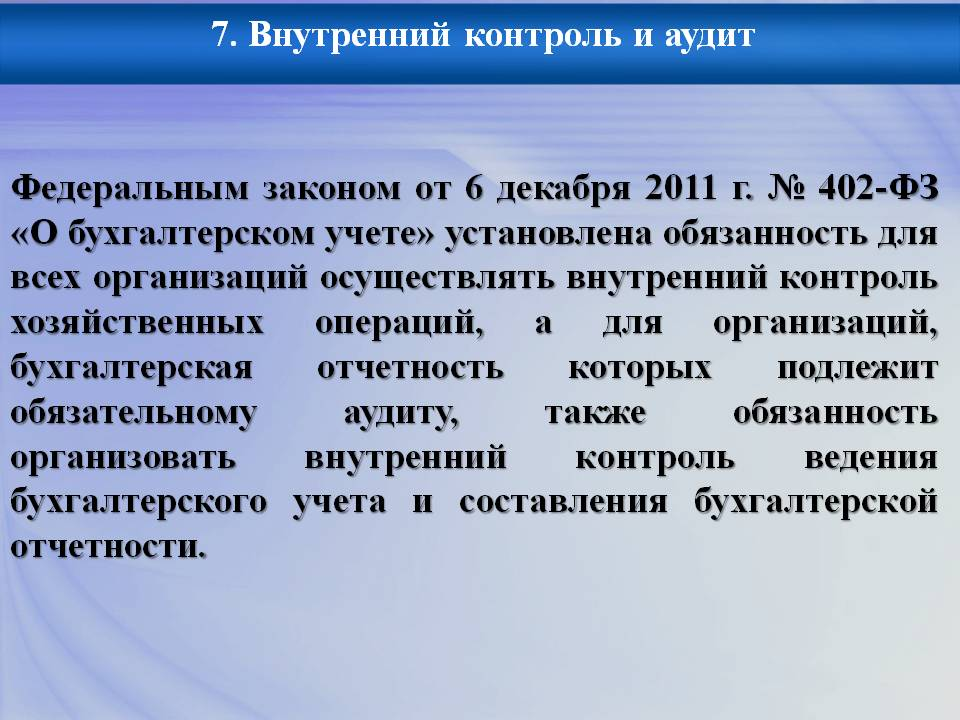 7. Внутренний контроль и аудит
Федеральным законом от 6 декабря 2011 г. № 402-ФЗ
«О бухгалтерском учете» установлена обязанность для
всех организаций осуществлять внутренний контроль
хозяйственных операций, а для организаций,
бухгалтерская отчетность которых подлежит
обязательному аудиту, также обязанность
организовать внутренний контроль ведения
бухгалтерского учета и составления бухгалтерской
отчетности.